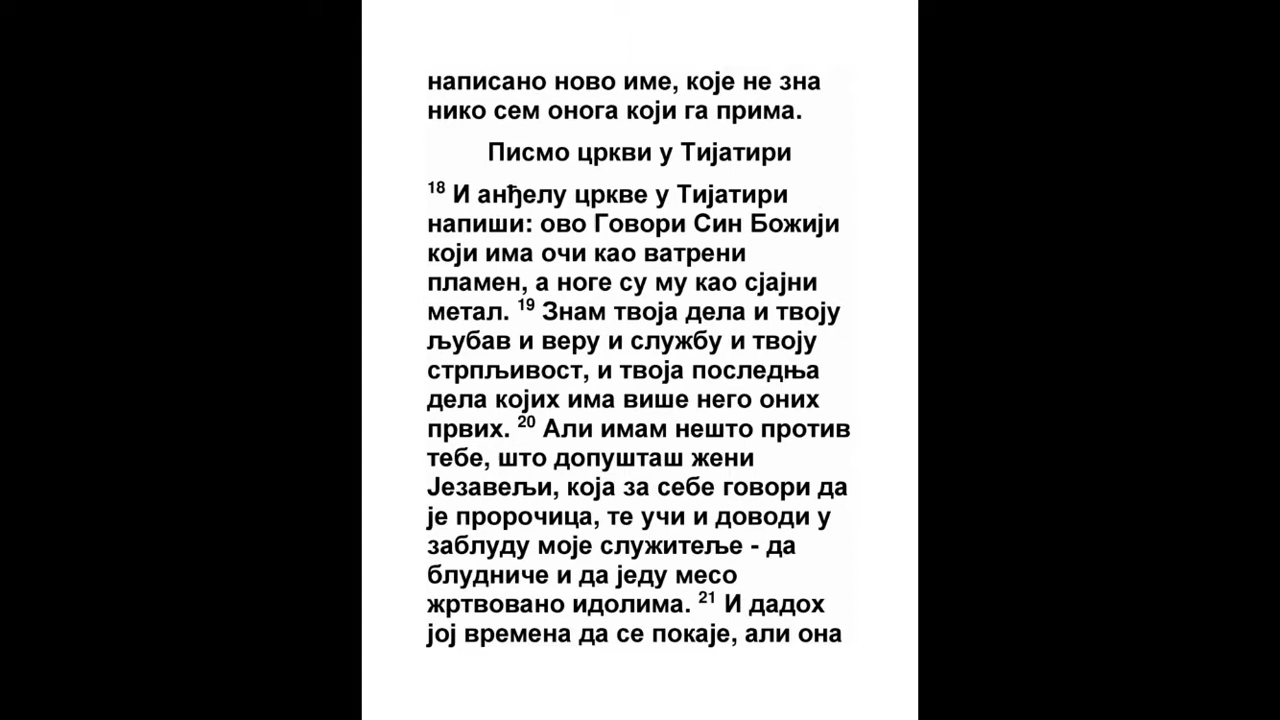 написано ново име, које не зна
нико сем онога који га прима.
Писмо цркви у Тијатири
18 И анђелу цркве у Тијатири
напиши: ово Говори Син Божији
који има очи као ватрени
пламен, а ноге су му као сјајни
метал. 19 Знам твоја дела и твоју
љубав и веру и службу и твоју
стрпљивост, и твоја последња
дела којих има више него оних
првих. 20 Али имам нешто против
тебе, што допушташ жени
Језавељи, која за себе говори да
је пророчица, те учи и доводи у
заблуду моје служитеље - да
блудниче и да једу месо
жртвовано идолима. 21 И дадох
јој времена да се покаје, али она